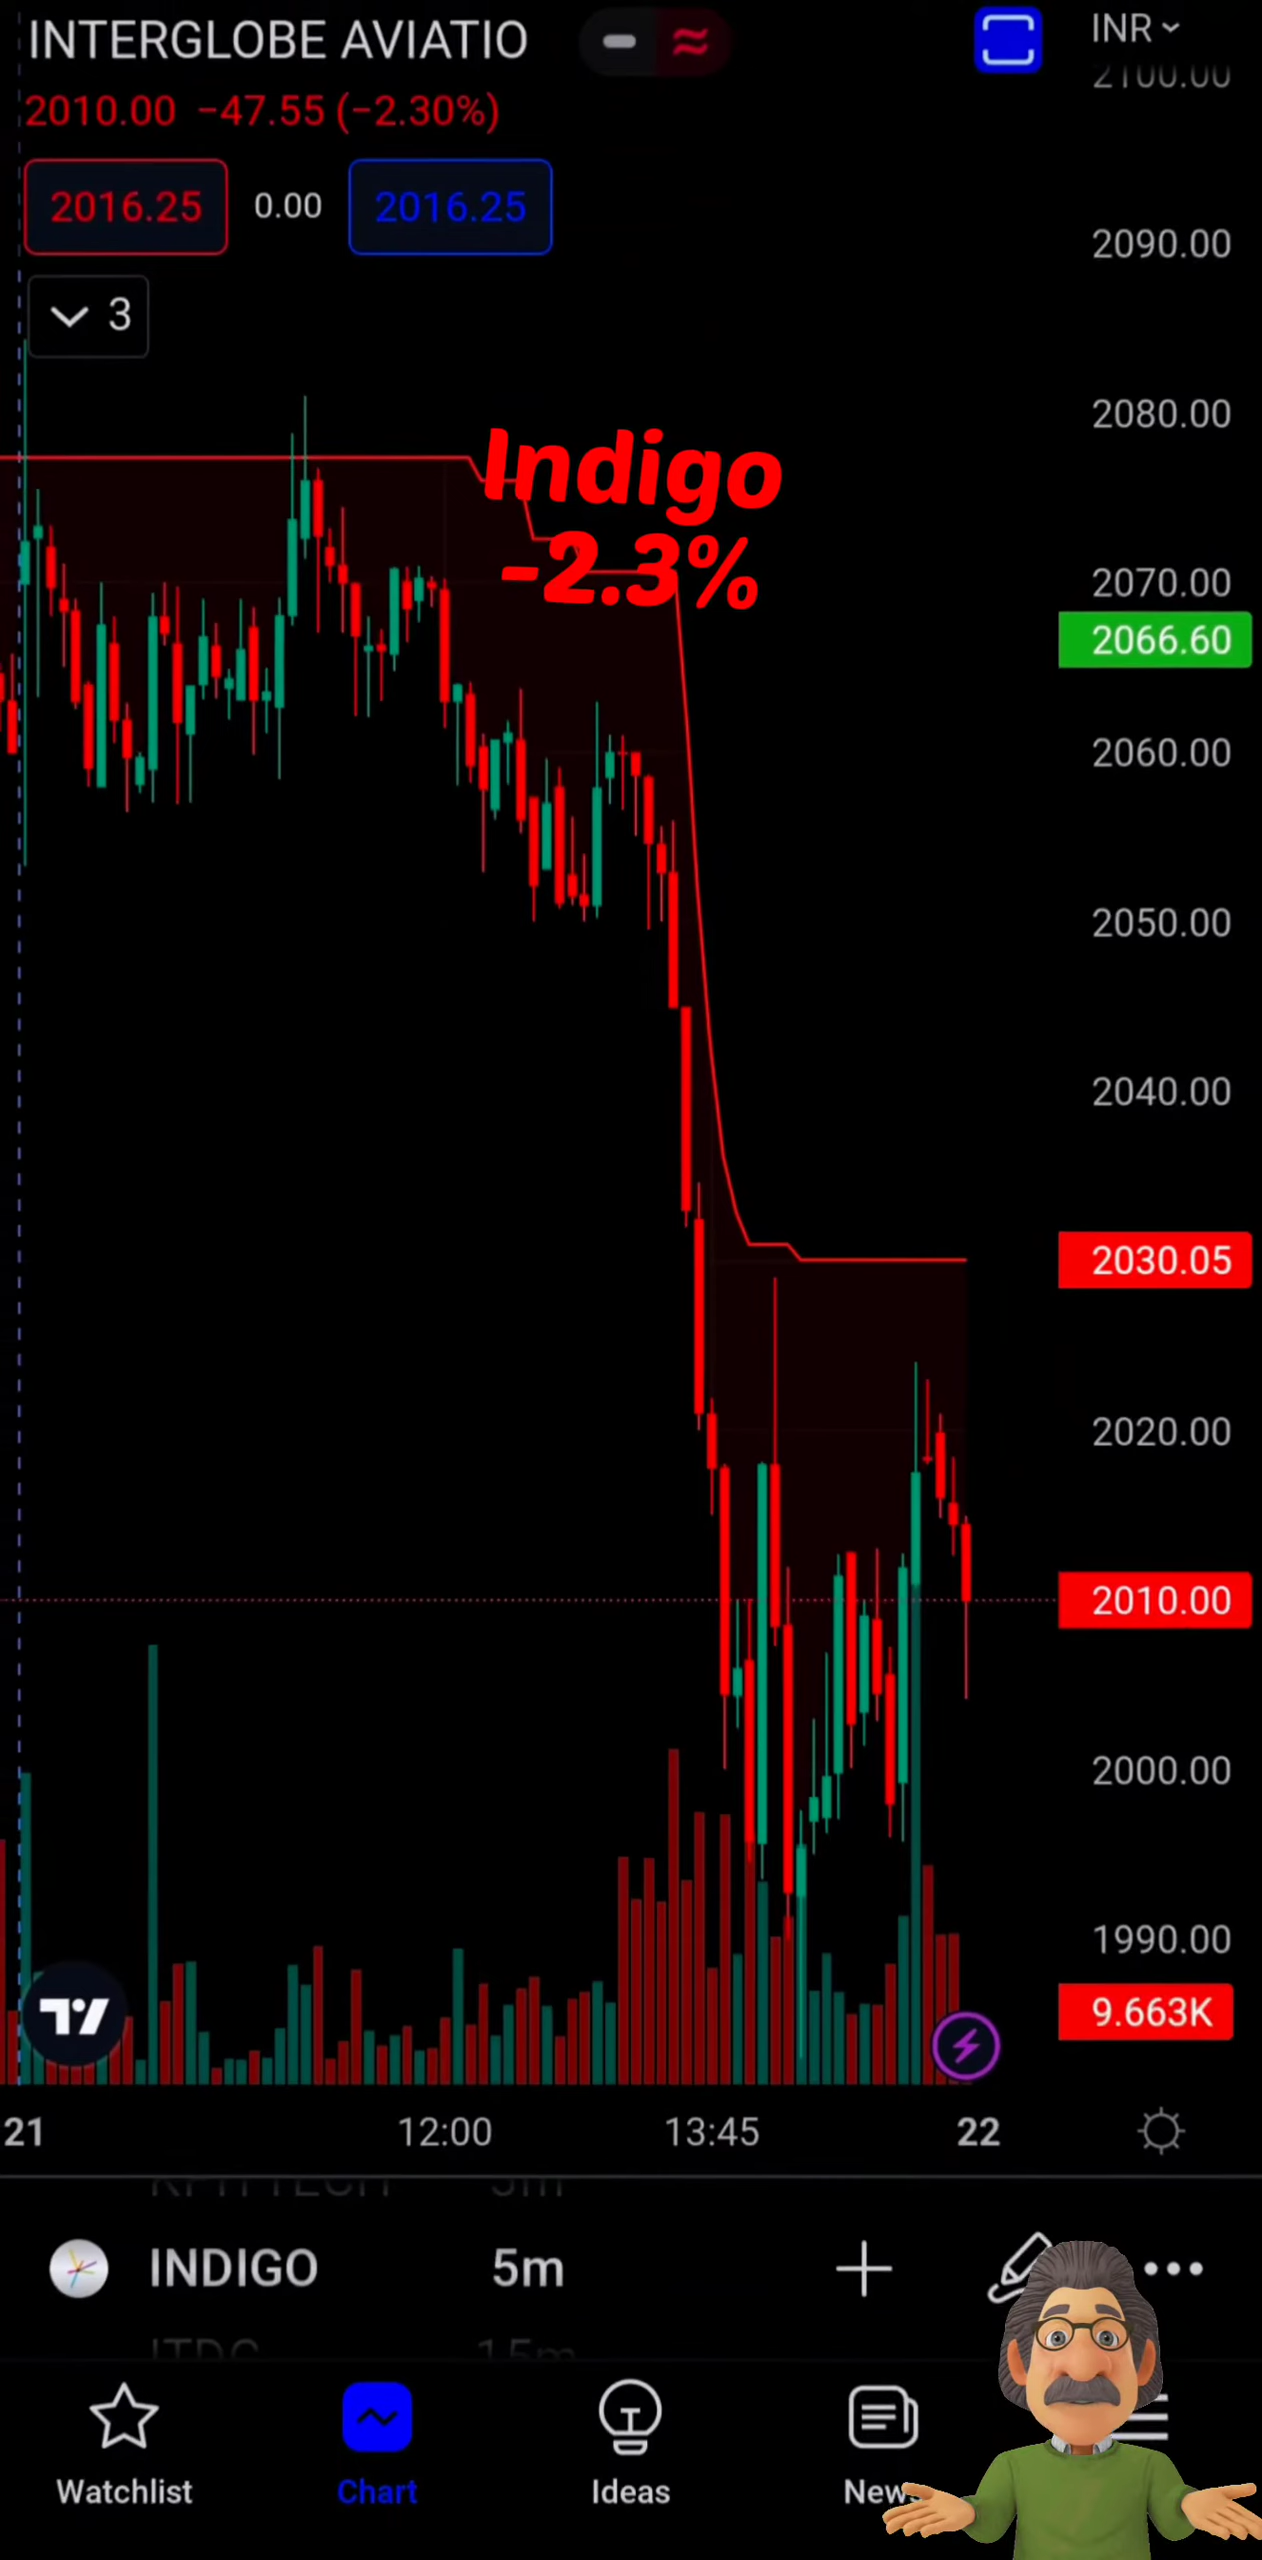 INTERGLOBE AVIATIO
INR
2100.00
2010.00 −47.55 (−2.30%)
2016.25 0.00 2016.25
2090.00
3
2080.00
Indigo
-2.3%
2070.00
2066.60
2060.00
2050.00
2040.00
2030.05
2020.00
2010.00
2000.00
1990.00
9.663K
21 12:00 13:45 22
INDIGO 5m
15m
Watchlist Chart Ideas News